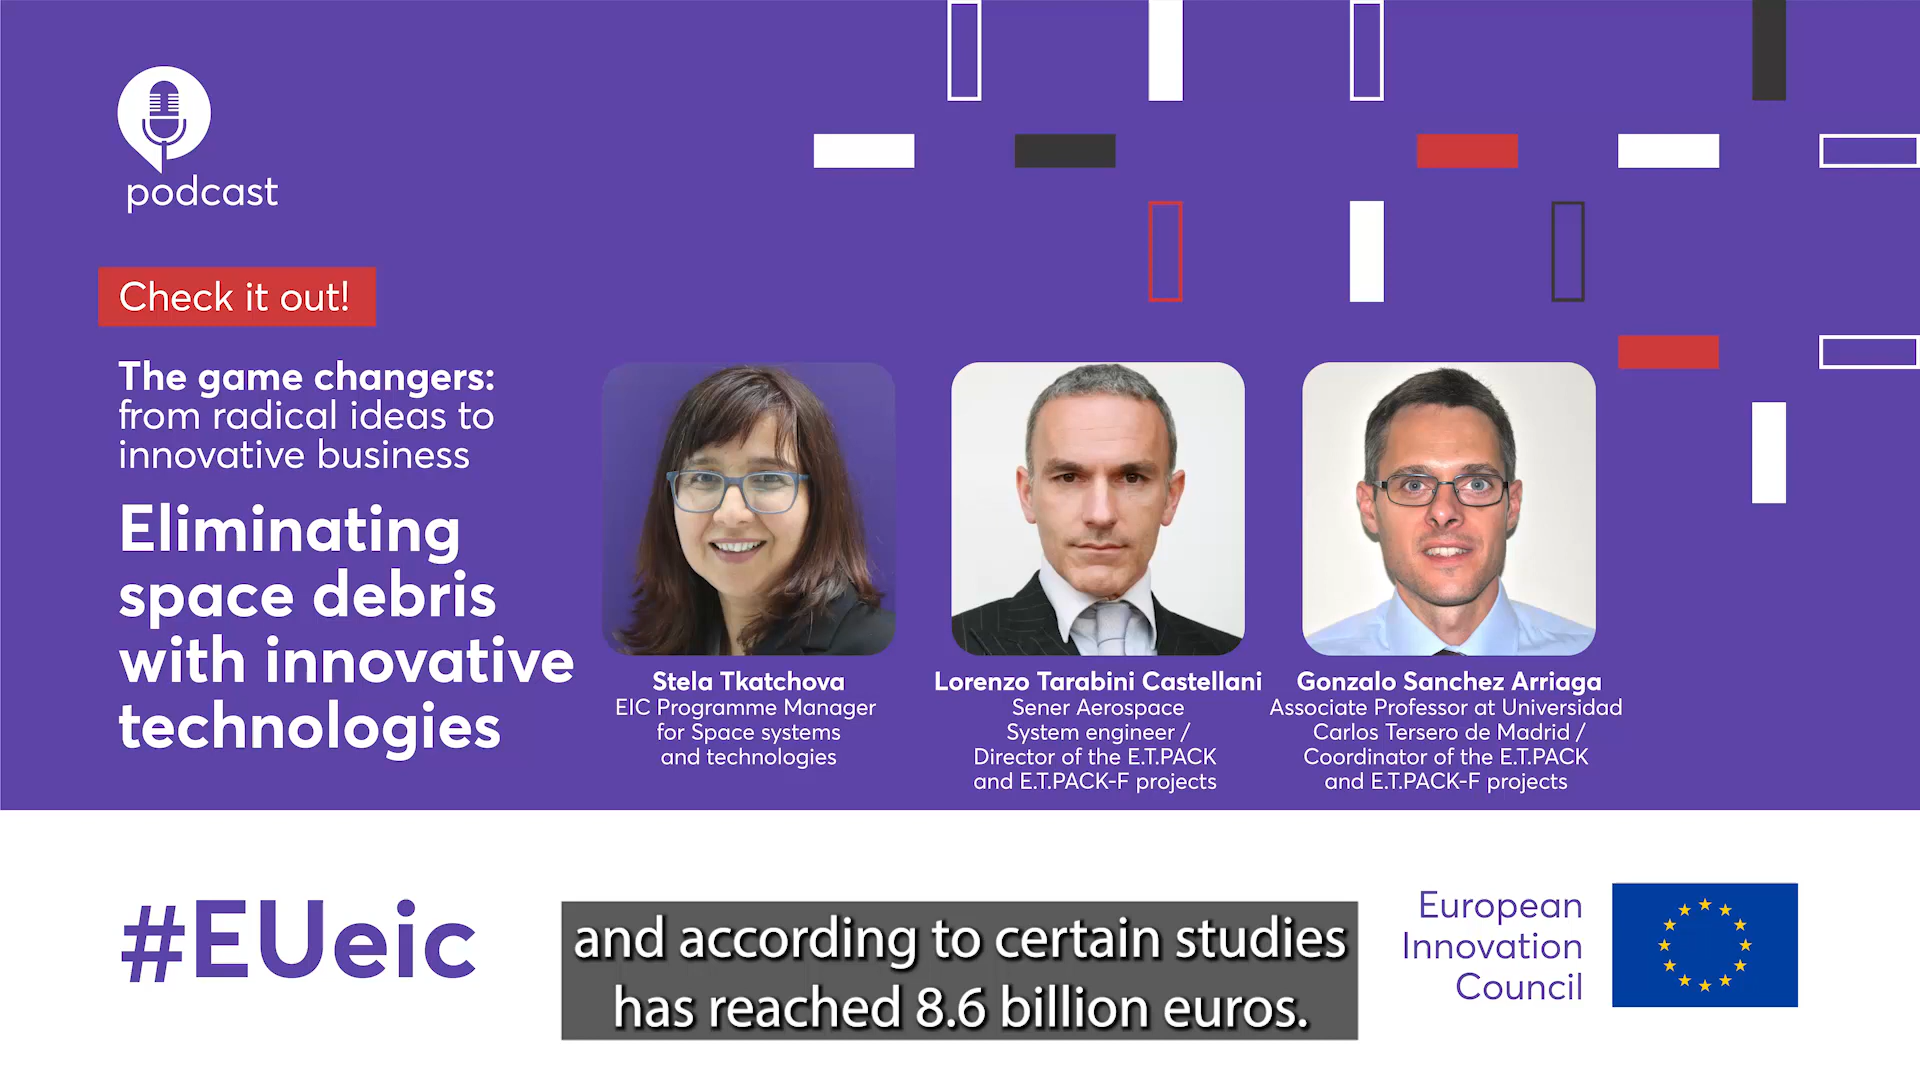 podcast
Check it out!
The game changers:
from radical ideas to
innovative business
Eliminating
space debris
with innovative
technologies
Stela Tkatchova
EIC Programme Manager
for Space systems
and technologies
Lorenzo Tarabini Castellani
Sener Aerospace
System engineer /
Director of the E.T.PACK
and E.T.PACK-F projects
Gonzalo Sanchez Arriaga
Associate Professor at Universidad
Carlos Tersero de Madrid /
Coordinator of the E.T.PACK
and E.T.PACK-F projects
#EUeic
and according to certain studies
has reached 8.6 billion euros.
European
Innovation
Council